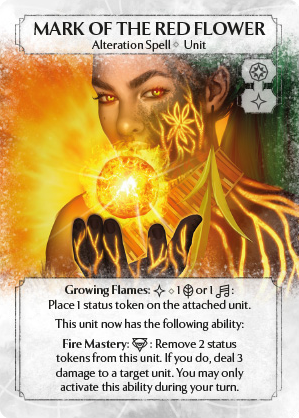 MARK OF THE RED FLOWER
Alteration Spell ◇ Unit
Growing Flames: ◇ 1 or 1 :
Place 1 status token on the attached unit.
This unit now has the following ability:
Fire Mastery: : Remove 2 status
tokens from this unit. If you do, deal 3
damage to a target unit. You may only
activate this ability during your turn.